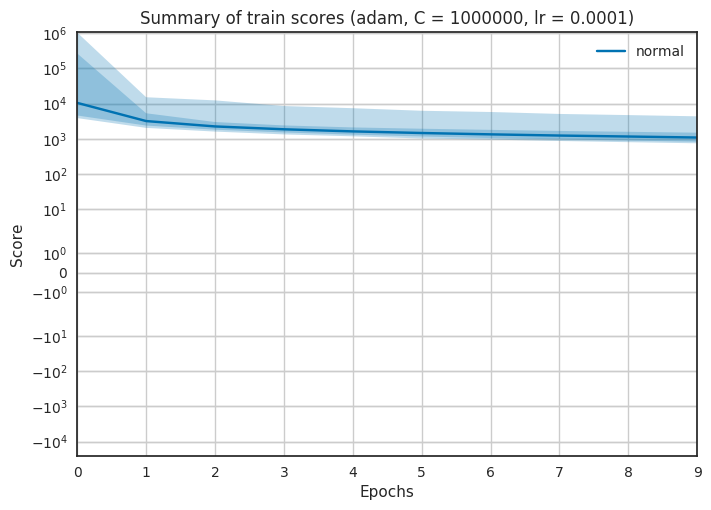 Summary of train scores (adam, C = 1000000, lr = 0.0001)
normal
10^6
10^5
10^4
10^3
10^2
10^1
10^0
0
−10^0
−10^1
−10^2
−10^3
−10^4
Score
0 1 2 3 4 5 6 7 8 9
Epochs